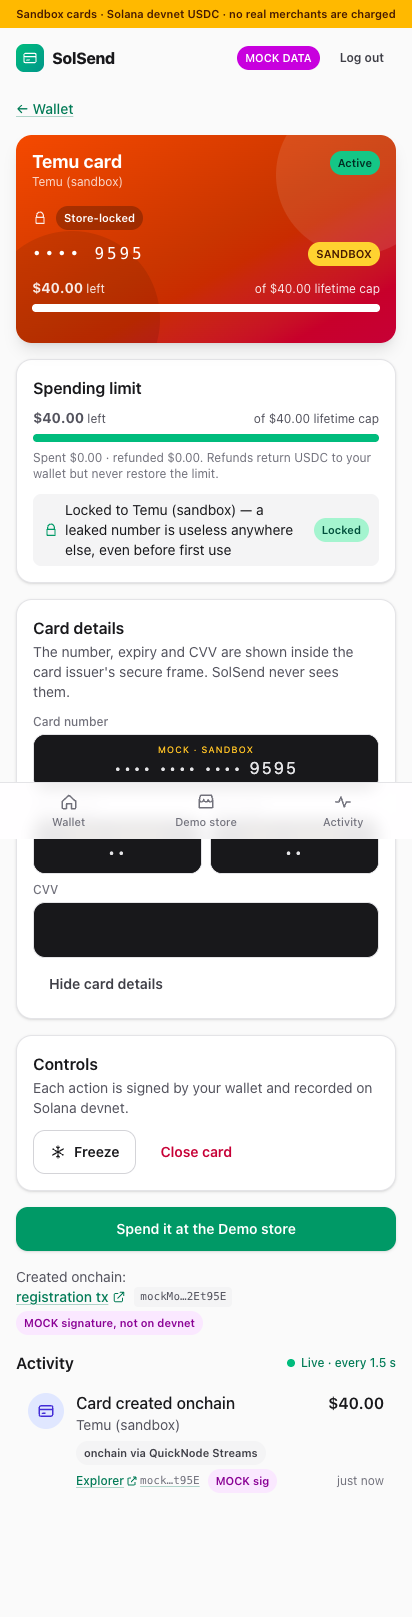 Sandbox cards · Solana devnet USDC · no real merchants are charged
SolSend
MOCK DATA
Log out
← Wallet
Temu card
Active
Temu (sandbox)
Store-locked
•••• 9595
SANDBOX
$40.00 left
of $40.00 lifetime cap
Spending limit
$40.00 left
of $40.00 lifetime cap
Spent $0.00 · refunded $0.00. Refunds return USDC to your
wallet but never restore the limit.
Locked to Temu (sandbox) — a
leaked number is useless anywhere
else, even before first use
Locked
Card details
The number, expiry and CVV are shown inside the
card issuer's secure frame. SolSend never sees
them.
Card number
MOCK · SANDBOX
•••• •••• •••• 9595
Wallet
Demo store
Activity
•• ••
CVV
Hide card details
Controls
Each action is signed by your wallet and recorded on
Solana devnet.
Freeze
Close card
Spend it at the Demo store
Created onchain:
registration tx
mockMo…2Et95E
MOCK signature, not on devnet
Activity
Live · every 1.5 s
Card created onchain
$40.00
Temu (sandbox)
onchain via QuickNode Streams
Explorer
mock…t95E
MOCK sig
just now